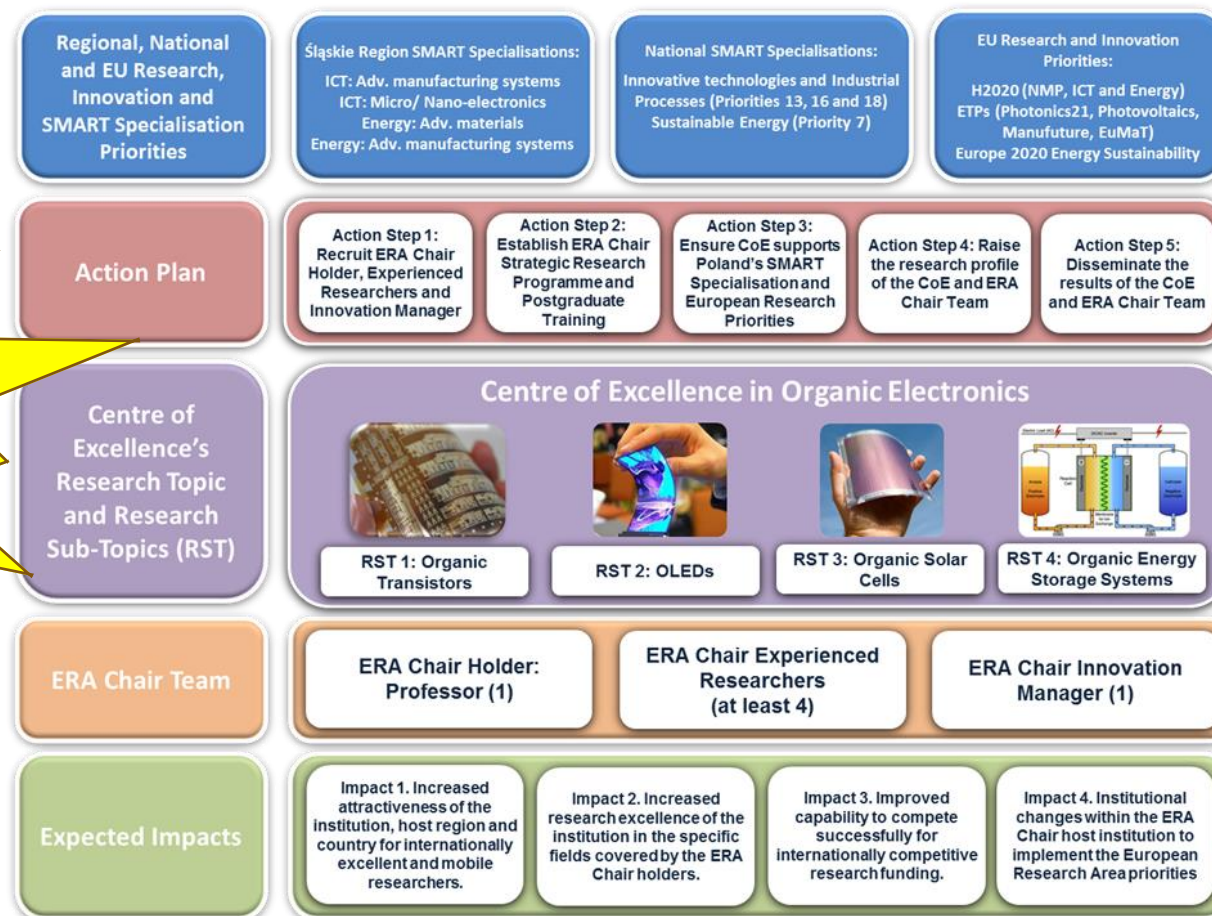 Regional, National
and EU Research,
Innovation and
SMART Specialisation
Priorities
Śląskie Region SMART Specialisations:
ICT: Adv. manufacturing systems
ICT: Micro/ Nano-electronics
Energy: Adv. materials
Energy: Adv. manufacturing systems
National SMART Specialisations:
Innovative technologies and Industrial
Processes (Priorities 13, 16 and 18)
Sustainable Energy (Priority 7)
EU Research and Innovation
Priorities:
H2020 (NMP, ICT and Energy)
ETPs (Photonics21, Photovoltaics,
Manufuture, EuMaT)
Europe 2020 Energy Sustainability
Action Plan
Action Step 1:
Recruit ERA Chair
Holder, Experienced
Researchers and
Innovation Manager
Action Step 2:
Establish ERA Chair
Strategic Research
Programme and
Postgraduate
Training
Action Step 3:
Ensure CoE supports
Poland's SMART
Specialisation and
European Research
Priorities
Action Step 4: Raise
the research profile
of the CoE and ERA
Chair Team
Action Step 5:
Disseminate the
results of the CoE
and ERA Chair Team
Centre of
Excellence's
Research Topic
and Research
Sub-Topics (RST)
Centre of Excellence in Organic Electronics
RST 1: Organic
Transistors
RST 2: OLEDs
RST 3: Organic Solar
Cells
RST 4: Organic Energy
Storage Systems
ERA Chair Team
ERA Chair Holder:
Professor (1)
ERA Chair Experienced
Researchers
(at least 4)
ERA Chair Innovation
Manager (1)
Expected Impacts
Impact 1. Increased
attractiveness of the
institution, host region and
country for internationally
excellent and mobile
researchers.
Impact 2. Increased
research excellence of the
institution in the specific
fields covered by the ERA
Chair holders.
Impact 3. Improved
capability to compete
successfully for
internationally competitive
research funding.
Impact 4. Institutional
changes within the ERA
Chair host institution to
implement the European
Research Area priorities